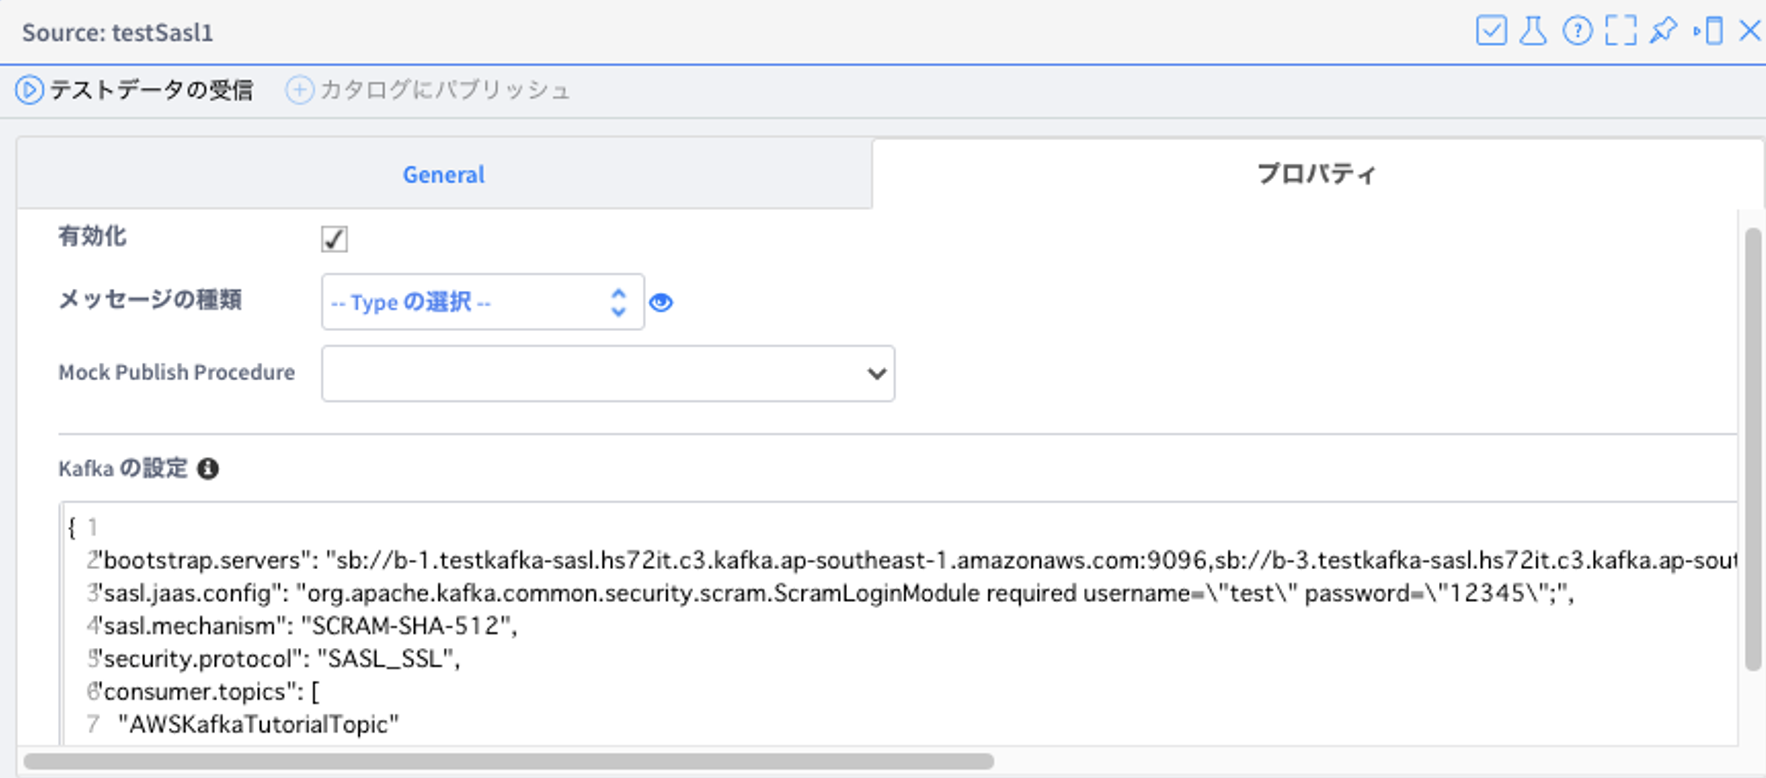 Source: testSasl1
テストデータの受信 カタログにパブリッシュ
General プロパティ
有効化
メッセージの種類 -- Type の選択 --
Mock Publish Procedure
Kafka の設定
{ 1
2"bootstrap.servers": "sb://b-1.testkafka-sasl.hs72it.c3.kafka.ap-southeast-1.amazonaws.com:9096,sb://b-3.testkafka-sasl.hs72it.c3.kafka.ap-sout
3"sasl.jaas.config": "org.apache.kafka.common.security.scram.ScramLoginModule required username=\"test\" password=\"12345\";",
4"sasl.mechanism": "SCRAM-SHA-512",
5"security.protocol": "SASL_SSL",
6"consumer.topics": [
7 "AWSKafkaTutorialTopic"